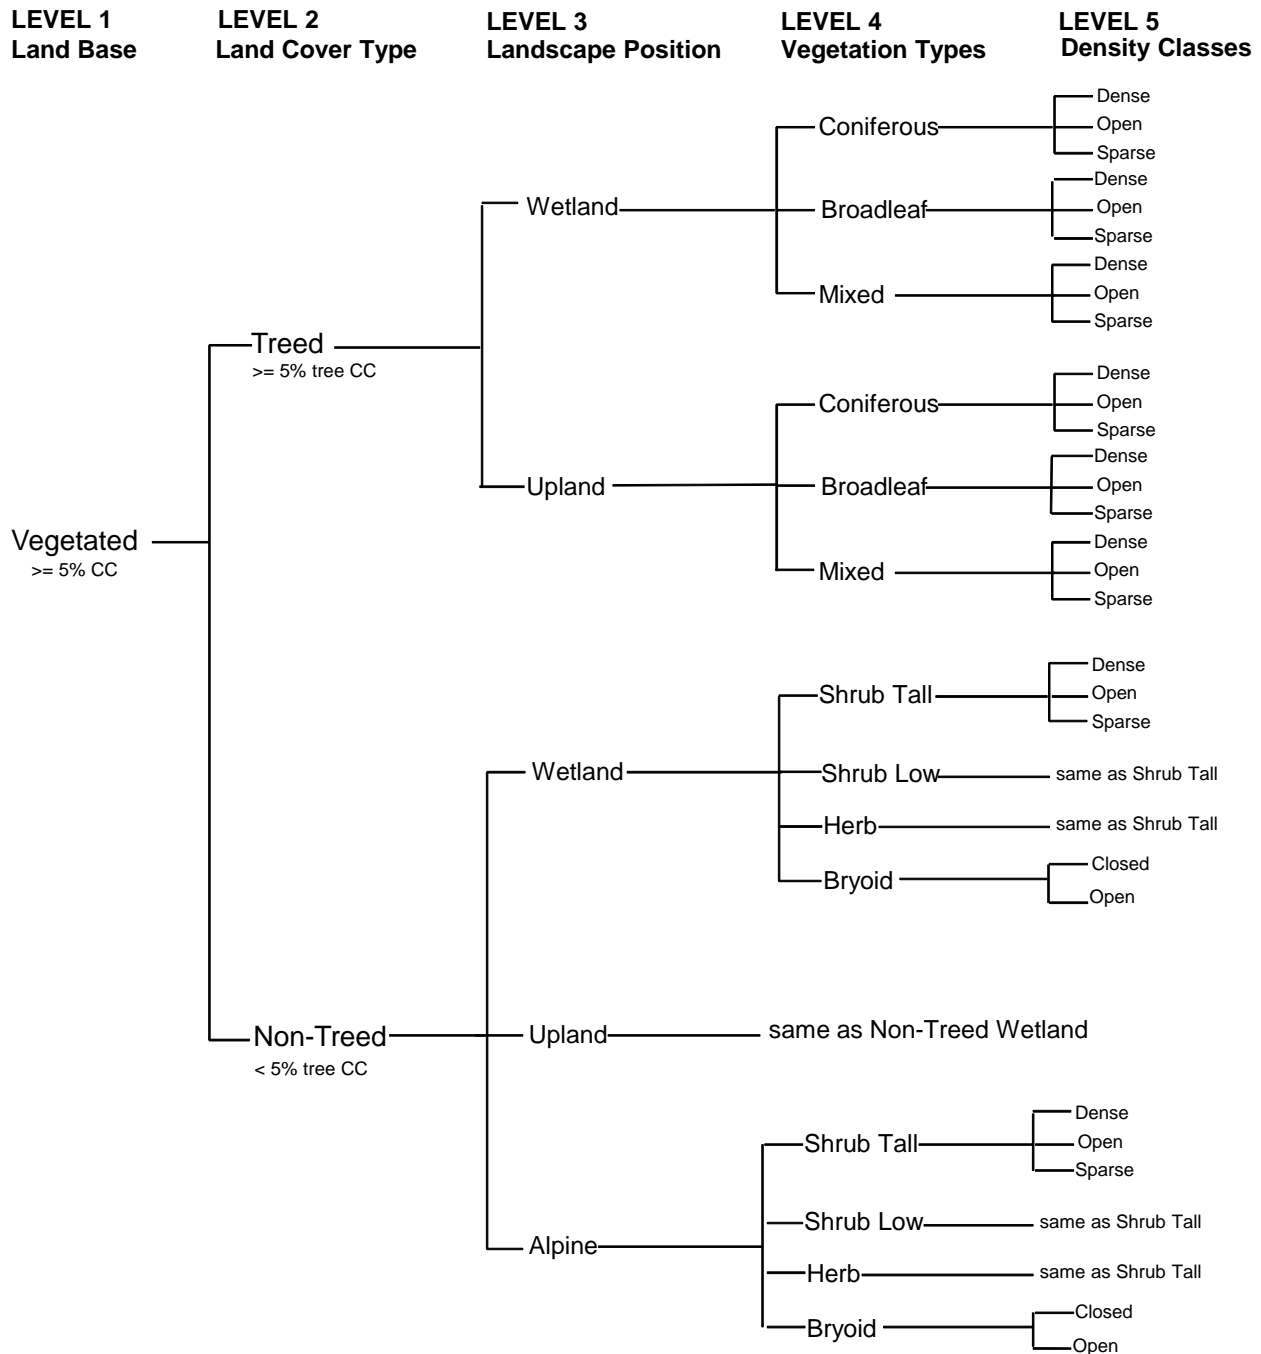 LEVEL 1
Land Base
LEVEL 2
Land Cover Type
LEVEL 3
Landscape Position
LEVEL 4
Vegetation Types
LEVEL 5
Density Classes
Vegetated
>= 5% CC
Treed
>= 5% tree CC
Wetland
Coniferous
Dense
Open
Sparse
Broadleaf
Dense
Open
Sparse
Mixed
Dense
Open
Sparse
Upland
Coniferous
Dense
Open
Sparse
Broadleaf
Dense
Open
Sparse
Mixed
Dense
Open
Sparse
Non-Treed
< 5% tree CC
Wetland
Shrub Tall
Dense
Open
Sparse
Shrub Low
same as Shrub Tall
Herb
same as Shrub Tall
Bryoid
Closed
Open
Upland
same as Non-Treed Wetland
Alpine
Shrub Tall
Dense
Open
Sparse
Shrub Low
same as Shrub Tall
Herb
same as Shrub Tall
Bryoid
Closed
Open